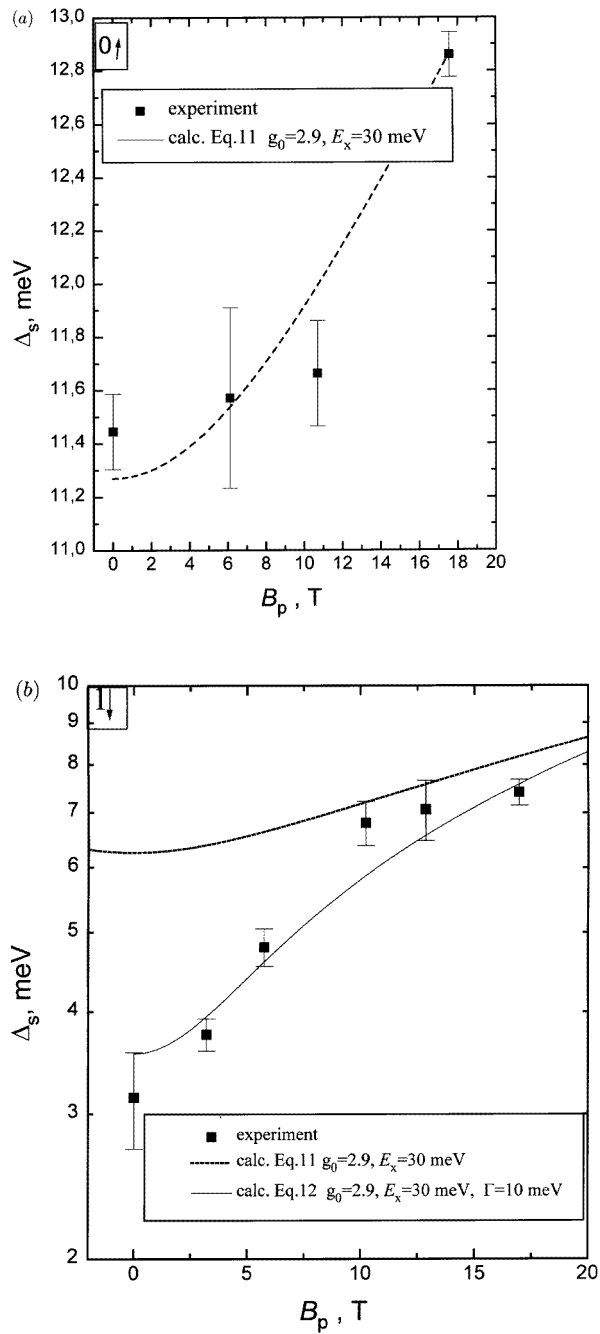 (a)
0↑
13,0
12,8
12,6
12,4
12,2
12,0
11,8
11,6
11,4
11,2
11,0
Δs, meV
experiment
calc. Eq.11 g0=2.9, Ex=30 meV
0 2 4 6 8 10 12 14 16 18 20
Bp , T
(b)
1↓
10
9
8
7
6
5
4
3
2
Δs, meV
experiment
calc. Eq.11 g0=2.9, Ex=30 meV
calc. Eq.12 g0=2.9, Ex=30 meV, Γ=10 meV
0 5 10 15 20
Bp , T